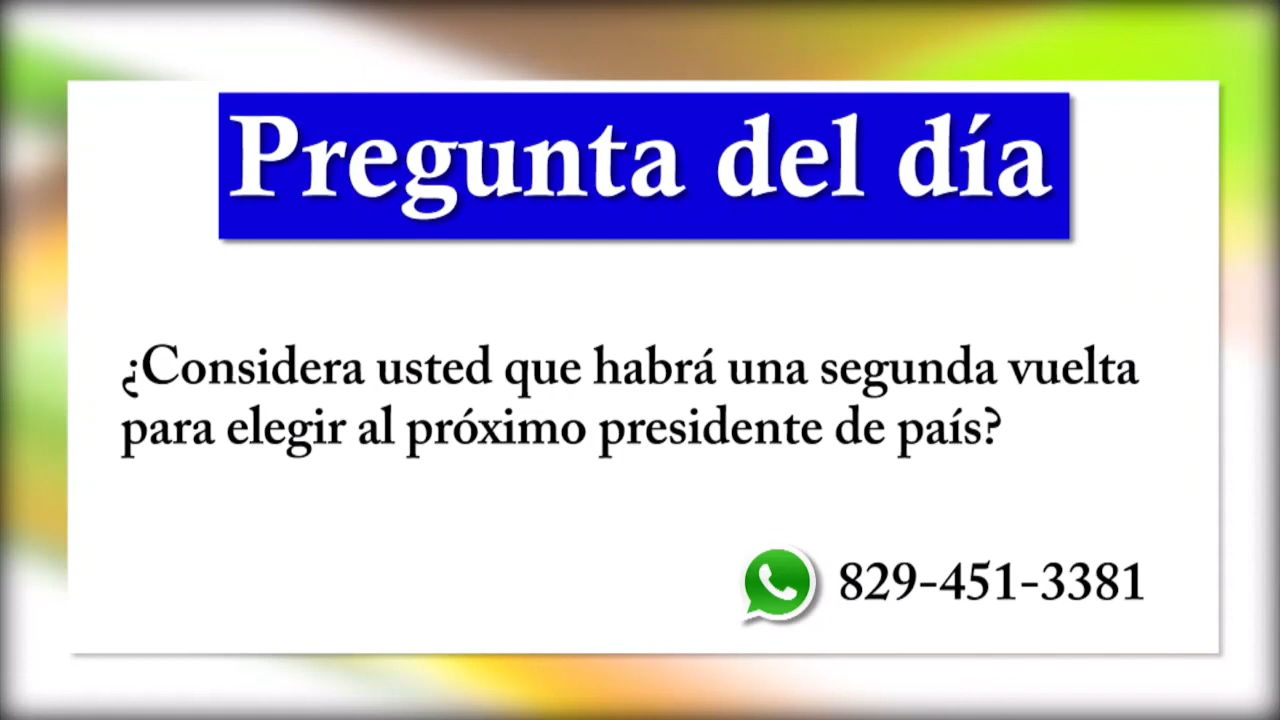 Pregunta del día
¿Considera usted que habrá una segunda vuelta
para elegir al próximo presidente de país?
829-451-3381